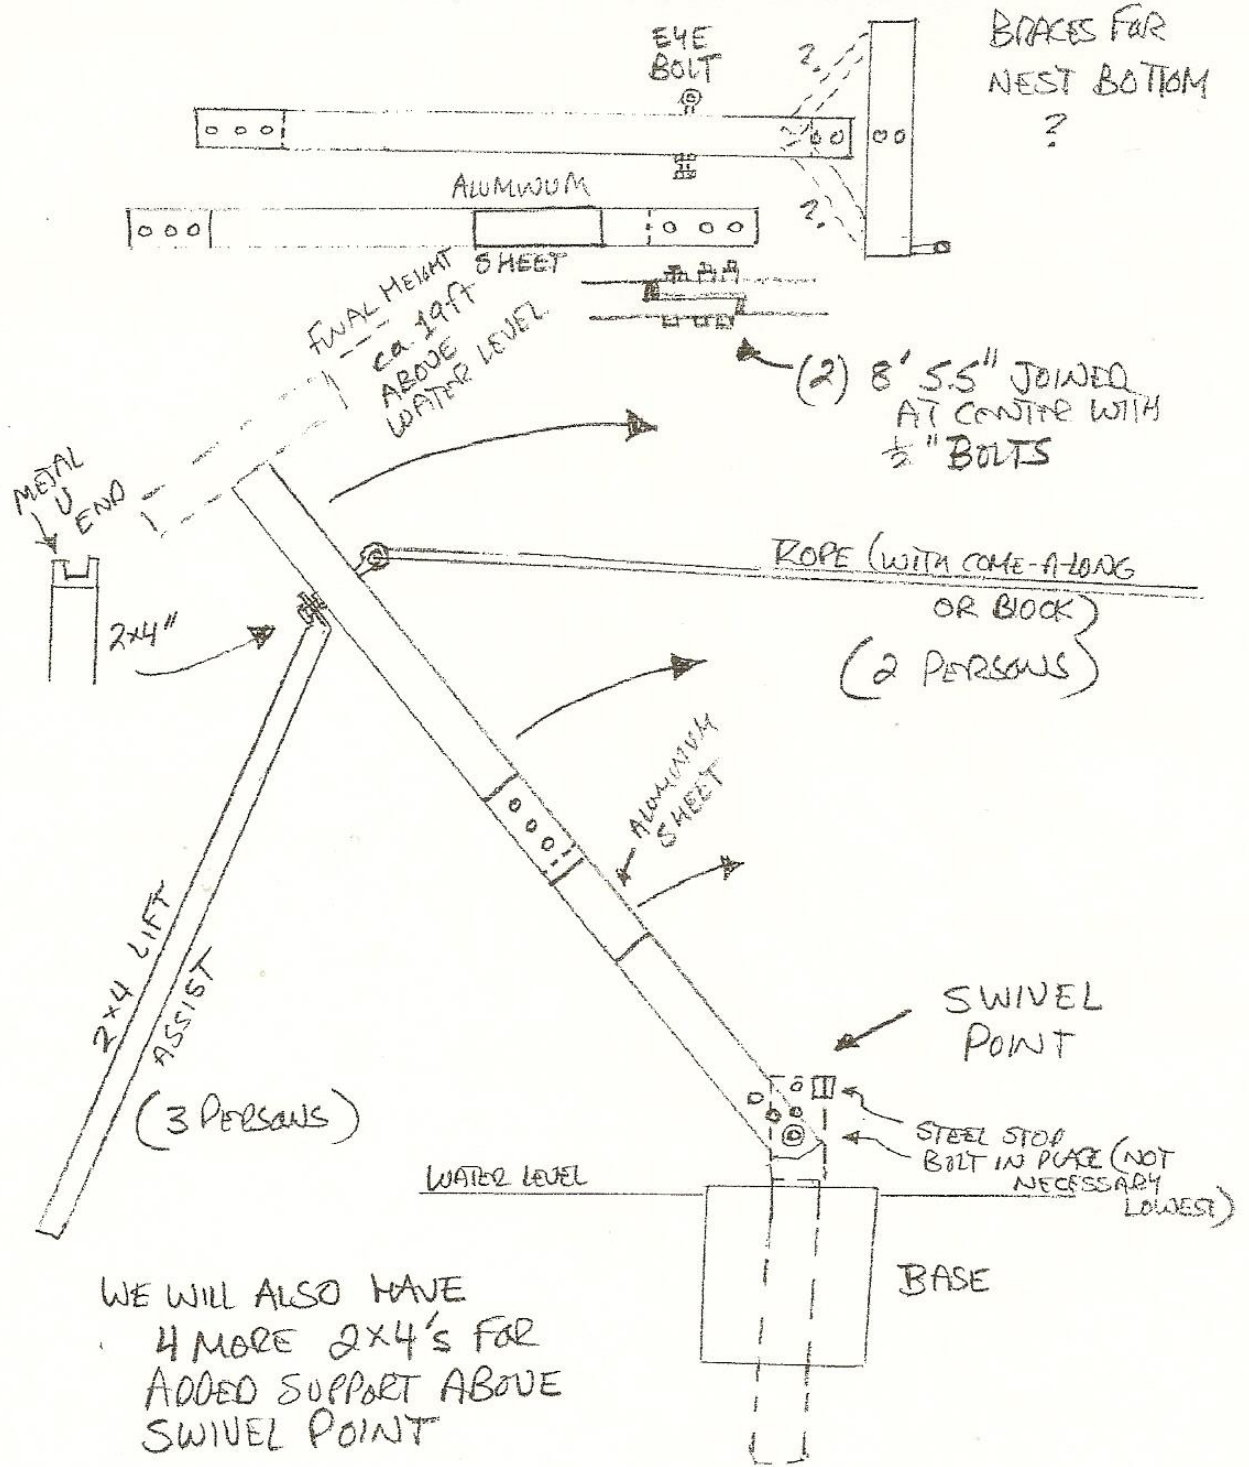 EYE
BOLT
BRACES FOR
NEST BOTTOM
?
?.
?.
ALUMINUM
SHEET
FINAL HEIGHT
ca. 19ft
ABOVE
WATER LEVEL
(2) 8' 5.5" JOINED
AT CENTRE WITH
½" BOLTS
METAL
U
END
2x4"
ROPE (WITH COME-A-LONG
OR BLOCK)
(2 PERSONS)
ALUMINUM
SHEET
2x4 LIFT
ASSIST
(3 PERSONS)
SWIVEL
POINT
STEEL STOP
BOLT IN PLACE (NOT
NECESSARY
LOWEST)
WATER LEVEL
BASE
WE WILL ALSO HAVE
4 MORE 2x4's FOR
ADDED SUPPORT ABOVE
SWIVEL POINT